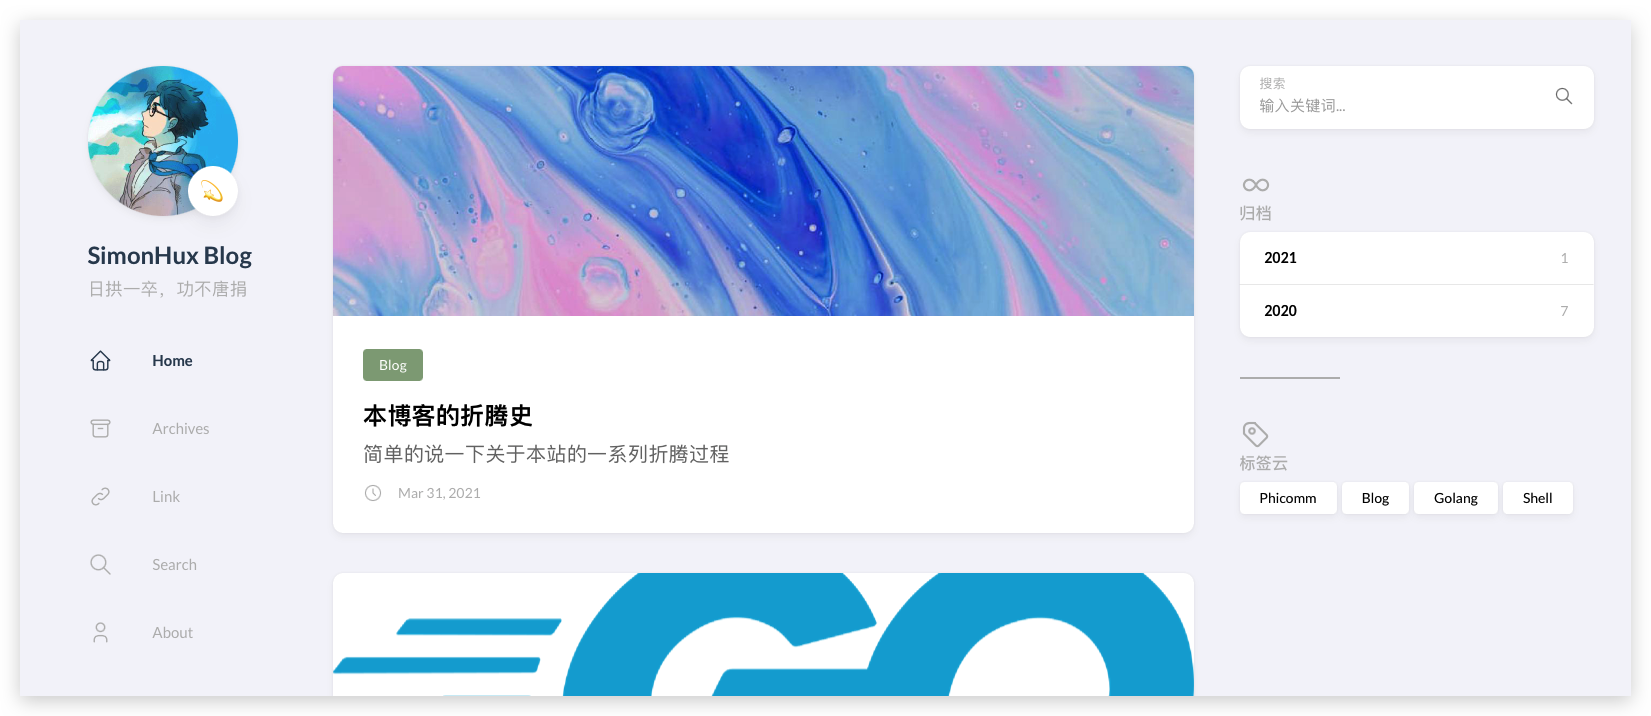 SimonHux Blog
日拱一卒，功不唐捐
Home
Archives
Link
Search
About
Blog
本博客的折腾史
简单的说一下关于本站的一系列折腾过程
Mar 31, 2021
GO
搜索
输入关键词...
归档
2021 1
2020 7
标签云
Phicomm Blog Golang Shell